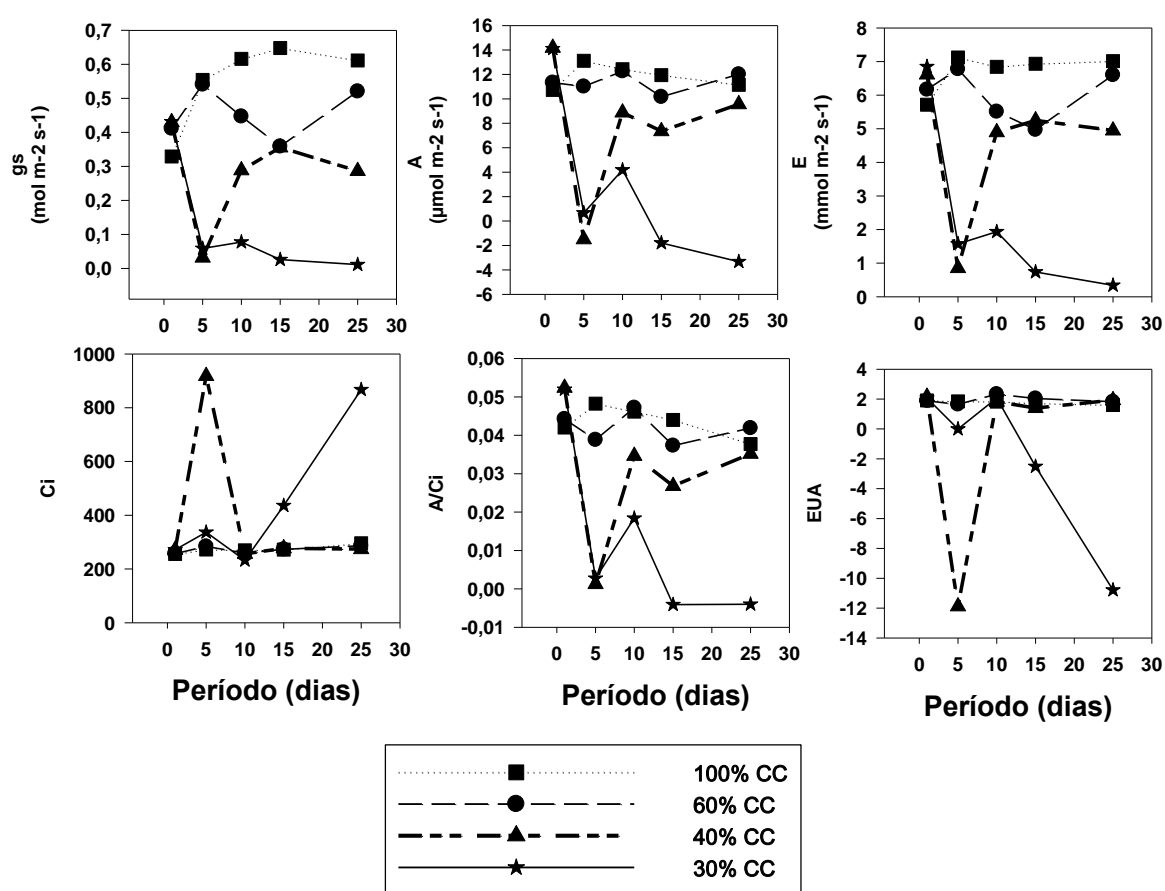 gs
(mol m-2 s-1)
0,7
0,6
0,5
0,4
0,3
0,2
0,1
0,0
0 5 10 15 20 25 30
A
(µmol m-2 s-1)
16
14
12
10
8
6
4
2
0
-2
-4
-6
0 5 10 15 20 25 30
E
(mmol m-2 s-1)
8
7
6
5
4
3
2
1
0
0 5 10 15 20 25 30
Ci
1000
800
600
400
200
0
0 5 10 15 20 25 30
Período (dias)
A/Ci
0,06
0,05
0,04
0,03
0,02
0,01
0,00
-0,01
0 5 10 15 20 25 30
Período (dias)
EUA
4
2
0
-2
-4
-6
-8
-10
-12
-14
0 5 10 15 20 25 30
Período (dias)
100% CC
60% CC
40% CC
30% CC